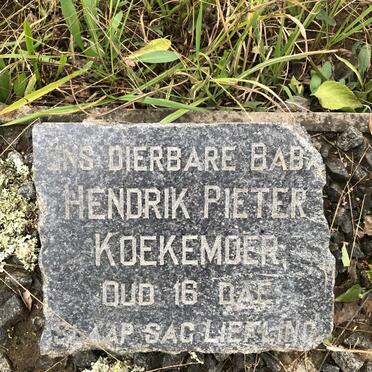 ONS DIERBARE BABA
HENDRIK PIETER
KOEKEMOER
OUD 16 DAE
SLAAP SAG LIEFLING